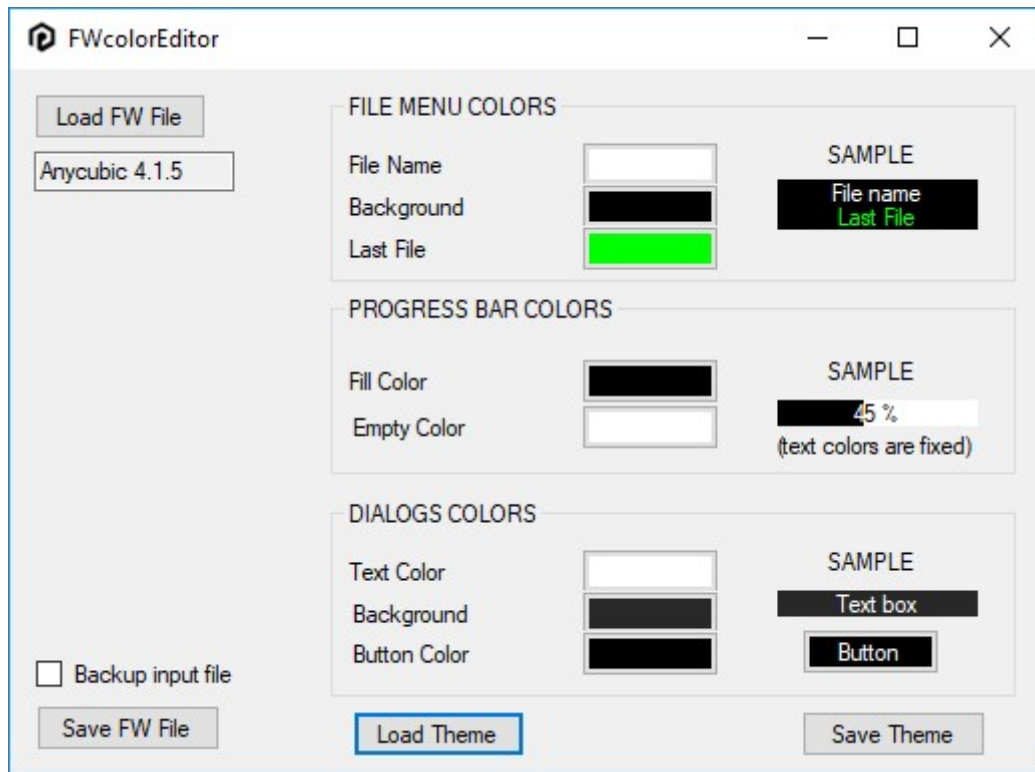 FWcolorEditor
Load FW File
Anycubic 4.1.5
FILE MENU COLORS
File Name
Background
Last File
SAMPLE
File name
Last File
PROGRESS BAR COLORS
Fill Color
Empty Color
SAMPLE
45 %
(text colors are fixed)
DIALOGS COLORS
Text Color
Background
Button Color
SAMPLE
Text box
Button
Backup input file
Save FW File
Load Theme
Save Theme